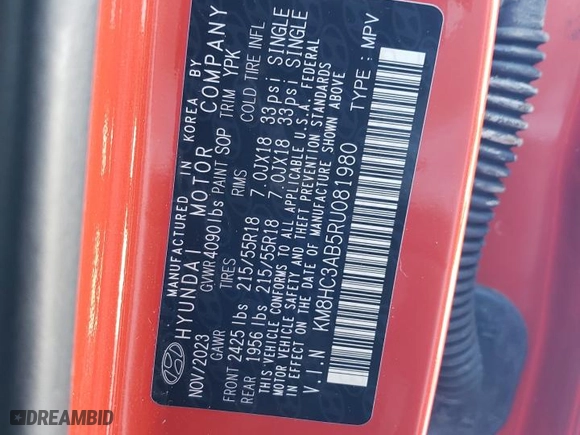 MANUFACTURED IN KOREA BY
HYUNDAI MOTOR COMPANY
NOV/2023 GVWR 4090 lbs PAINT SOP TRIM YPK
GAWR TIRES RIMS COLD TIRE INFL
FRONT 2425 lbs 215/55R18 7.0JX18 33psi SINGLE
REAR 1956 lbs 215/55R18 7.0JX18 33psi SINGLE
THIS VEHICLE CONFORMS TO ALL APPLICABLE U.S.A. FEDERAL
MOTOR VEHICLE SAFETY AND THEFT PREVENTION STANDARDS
IN EFFECT ON THE DATE OF MANUFACTURE SHOWN ABOVE
V.I.N KM8HC3AB5RU081980 TYPE : MPV
DREAMBID